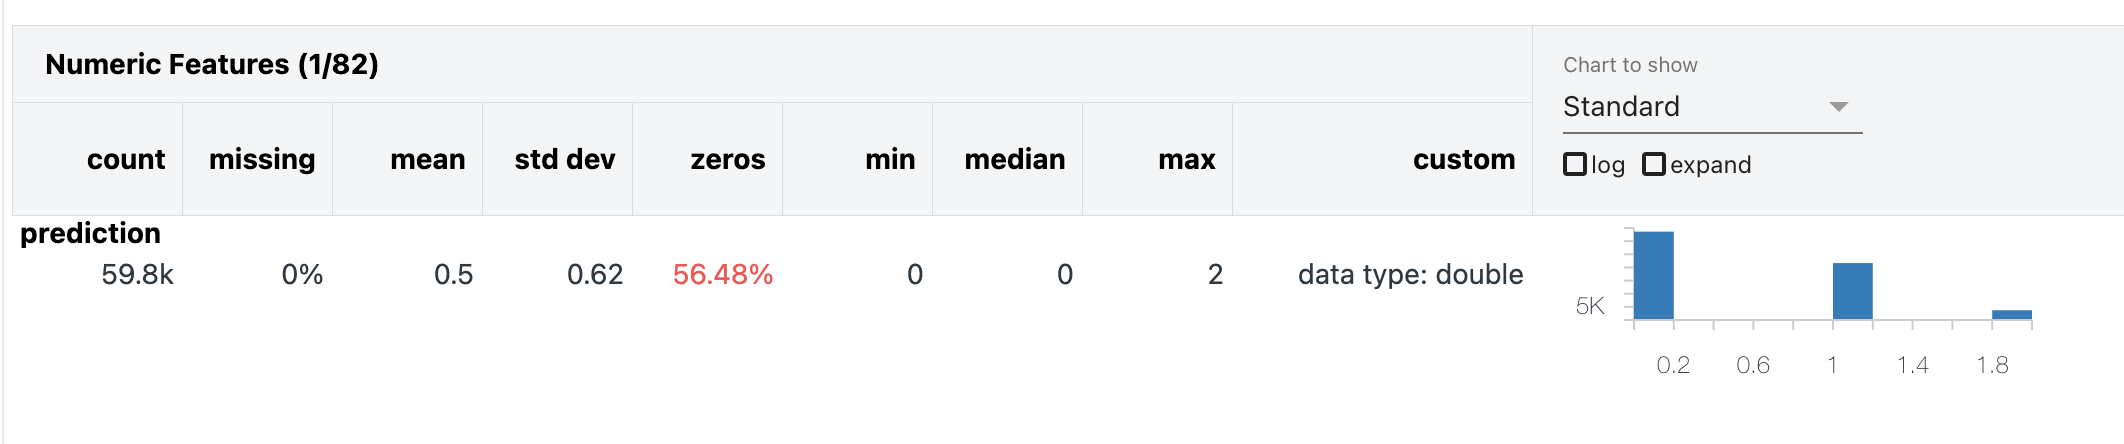 Numeric Features (1/82)
Chart to show
Standard
count missing mean std dev zeros min median max custom
log expand
prediction
59.8k 0% 0.5 0.62 56.48% 0 0 2 data type: double
5K
0.2 0.6 1 1.4 1.8